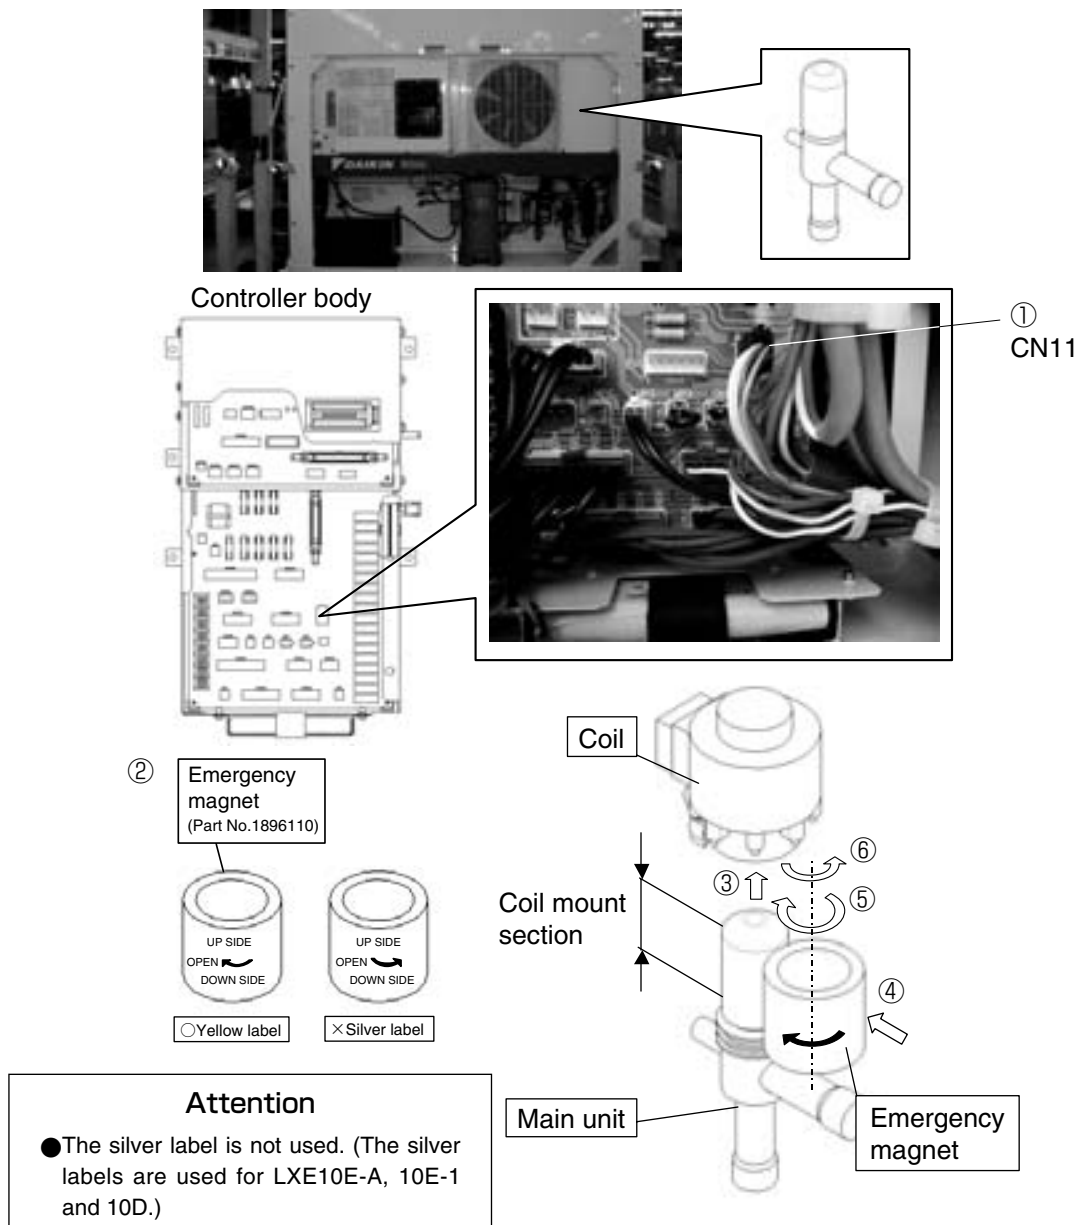 DAIKIN
Controller body
①
CN11
②
Emergency
magnet
(Part No.1896110)
UP SIDE
OPEN
DOWN SIDE
○Yellow label
UP SIDE
OPEN
DOWN SIDE
×Silver label
Coil
Coil mount
section
③
⑥
⑤
④
Main unit
Emergency
magnet
Attention
●The silver label is not used. (The silver
labels are used for LXE10E-A, 10E-1
and 10D.)